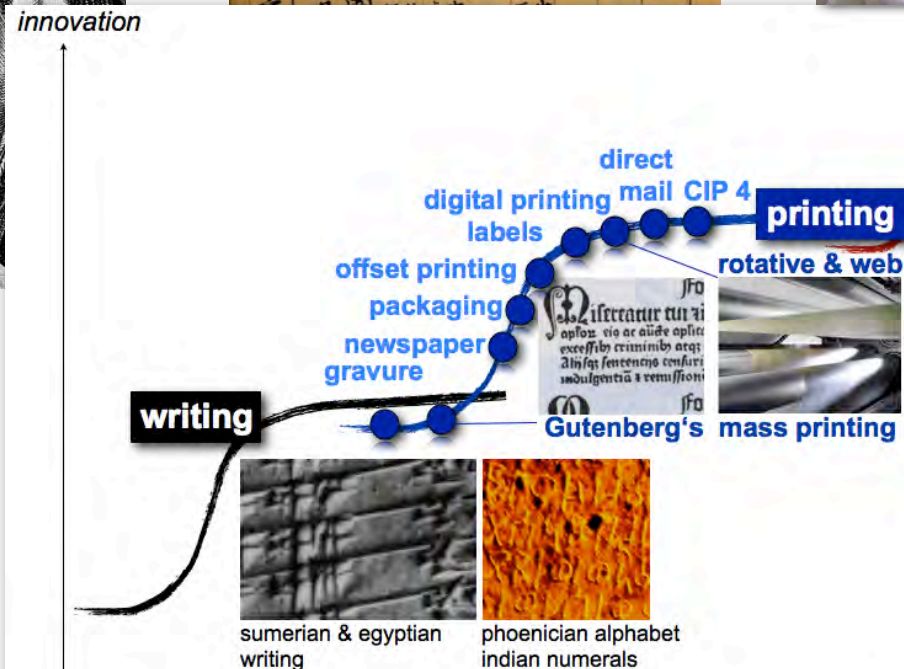 innovation
direct
mail CIP 4
digital printing
labels
printing
offset printing
rotative & web
packaging
newspaper
gravure
writing
Gutenberg‘s mass printing
sumerian & egyptian
writing
phoenician alphabet
indian numerals